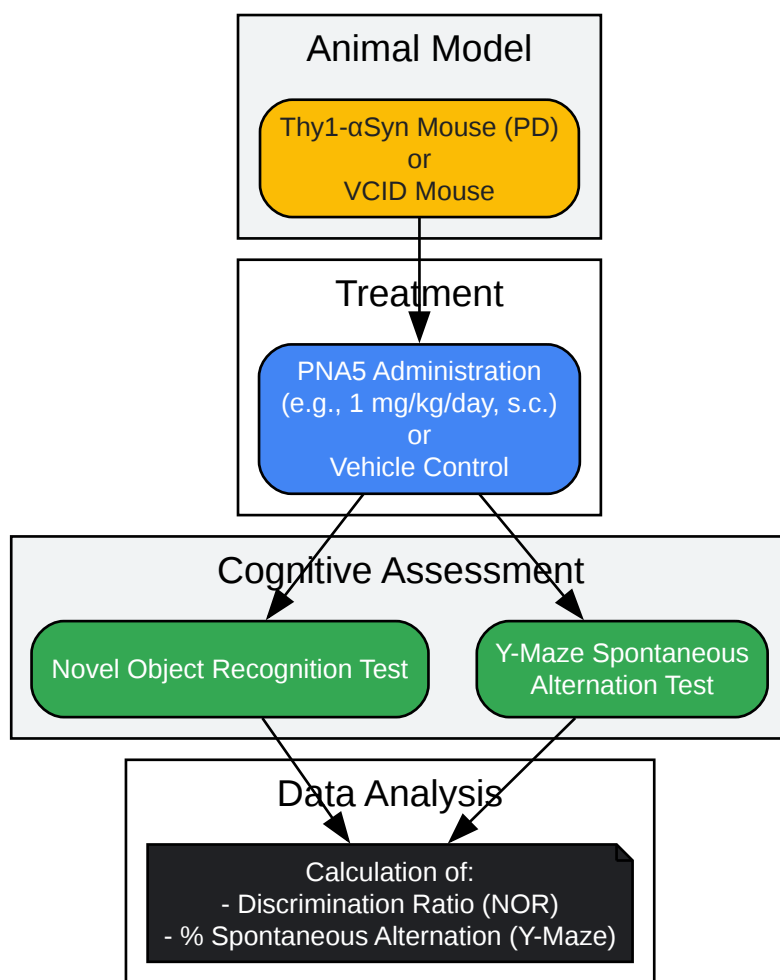 Animal Model
Thy1-αSyn Mouse (PD)
or
VCID Mouse
Treatment
PNA5 Administration
(e.g., 1 mg/kg/day, s.c.)
or
Vehicle Control
Cognitive Assessment
Novel Object Recognition Test
Y-Maze Spontaneous
Alternation Test
Data Analysis
Calculation of:
- Discrimination Ratio (NOR)
- % Spontaneous Alternation (Y-Maze)